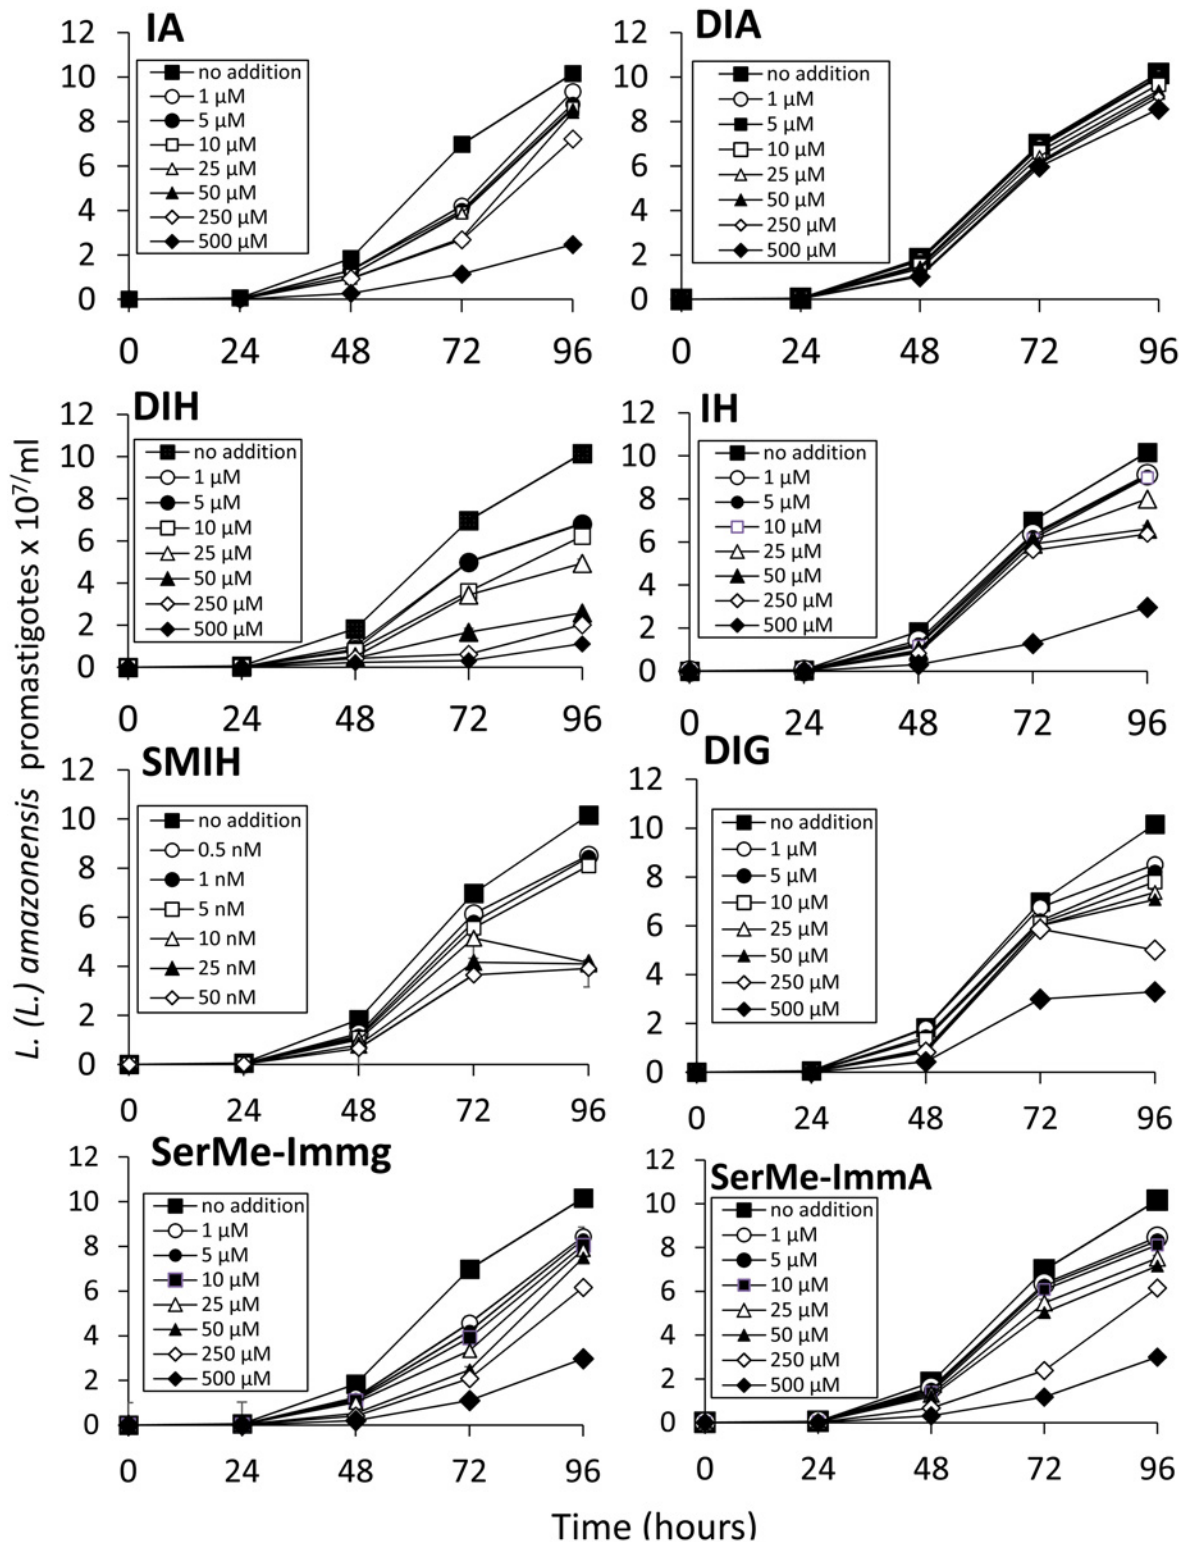 IA
12
10
8
6
4
2
0
no addition
1 µM
5 µM
10 µM
25 µM
50 µM
250 µM
500 µM
0 24 48 72 96
DIA
12
10
8
6
4
2
0
no addition
1 µM
5 µM
10 µM
25 µM
50 µM
250 µM
500 µM
0 24 48 72 96
DIH
12
10
8
6
4
2
0
no addition
1 µM
5 µM
10 µM
25 µM
50 µM
250 µM
500 µM
0 24 48 72 96
IH
12
10
8
6
4
2
0
no addition
1 µM
5 µM
10 µM
25 µM
50 µM
250 µM
500 µM
0 24 48 72 96
L. (L.) amazonensis promastigotes x 10⁷/ml
SMIH
12
10
8
6
4
2
0
no addition
0.5 nM
1 nM
5 nM
10 nM
25 nM
50 nM
0 24 48 72 96
DIG
12
10
8
6
4
2
0
no addition
1 µM
5 µM
10 µM
25 µM
50 µM
250 µM
500 µM
0 24 48 72 96
SerMe-Immg
12
10
8
6
4
2
0
no addition
1 µM
5 µM
10 µM
25 µM
50 µM
250 µM
500 µM
0 24 48 72 96
SerMe-ImmA
12
10
8
6
4
2
0
no addition
1 µM
5 µM
10 µM
25 µM
50 µM
250 µM
500 µM
0 24 48 72 96
Time (hours)